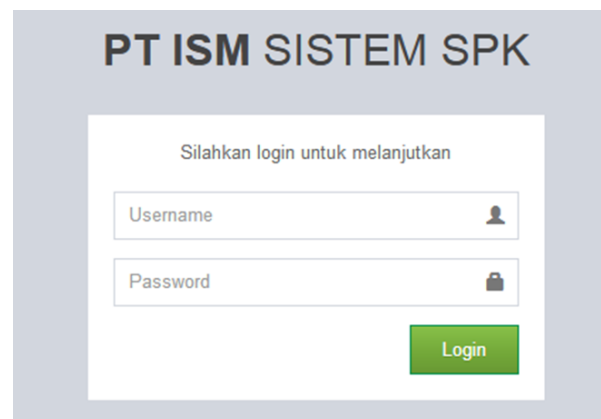 PT ISM SISTEM SPK
Silahkan login untuk melanjutkan
Username
Password
Login